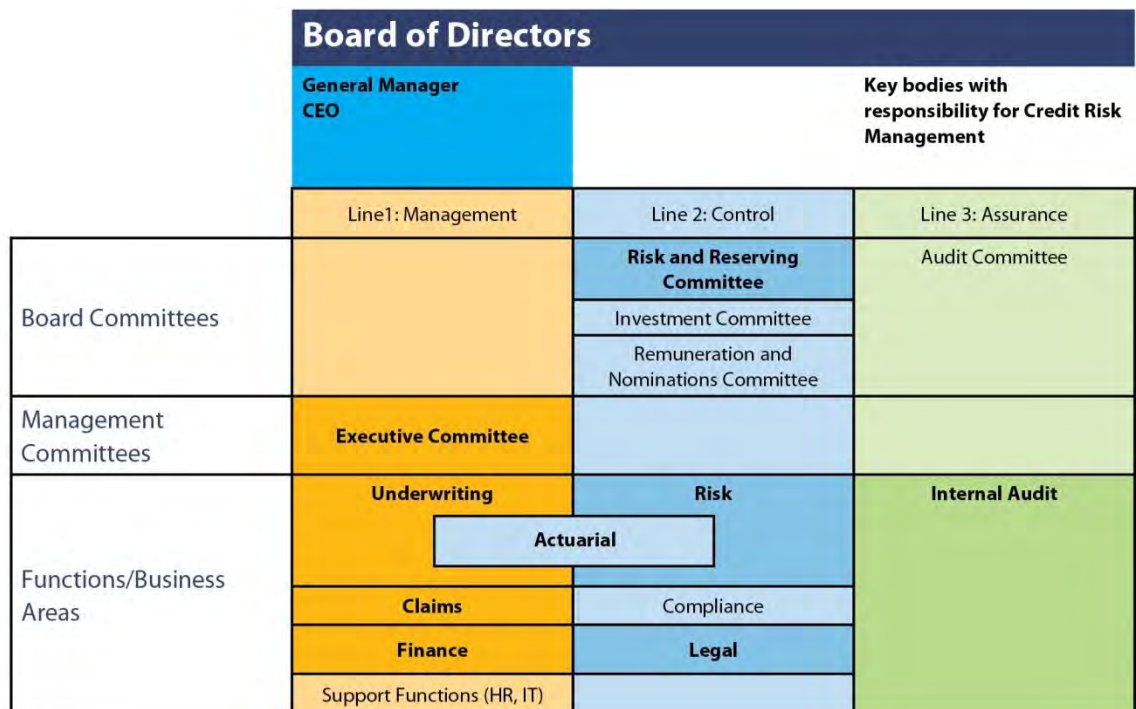 Board of Directors
General Manager
CEO
Key bodies with
responsibility for Credit Risk
Management
Line1: Management
Line 2: Control
Line 3: Assurance
Board Committees
Risk and Reserving
Committee
Audit Committee
Investment Committee
Remuneration and
Nominations Committee
Management
Committees
Executive Committee
Functions/Business
Areas
Underwriting
Risk
Internal Audit
Actuarial
Claims
Compliance
Finance
Legal
Support Functions (HR, IT)